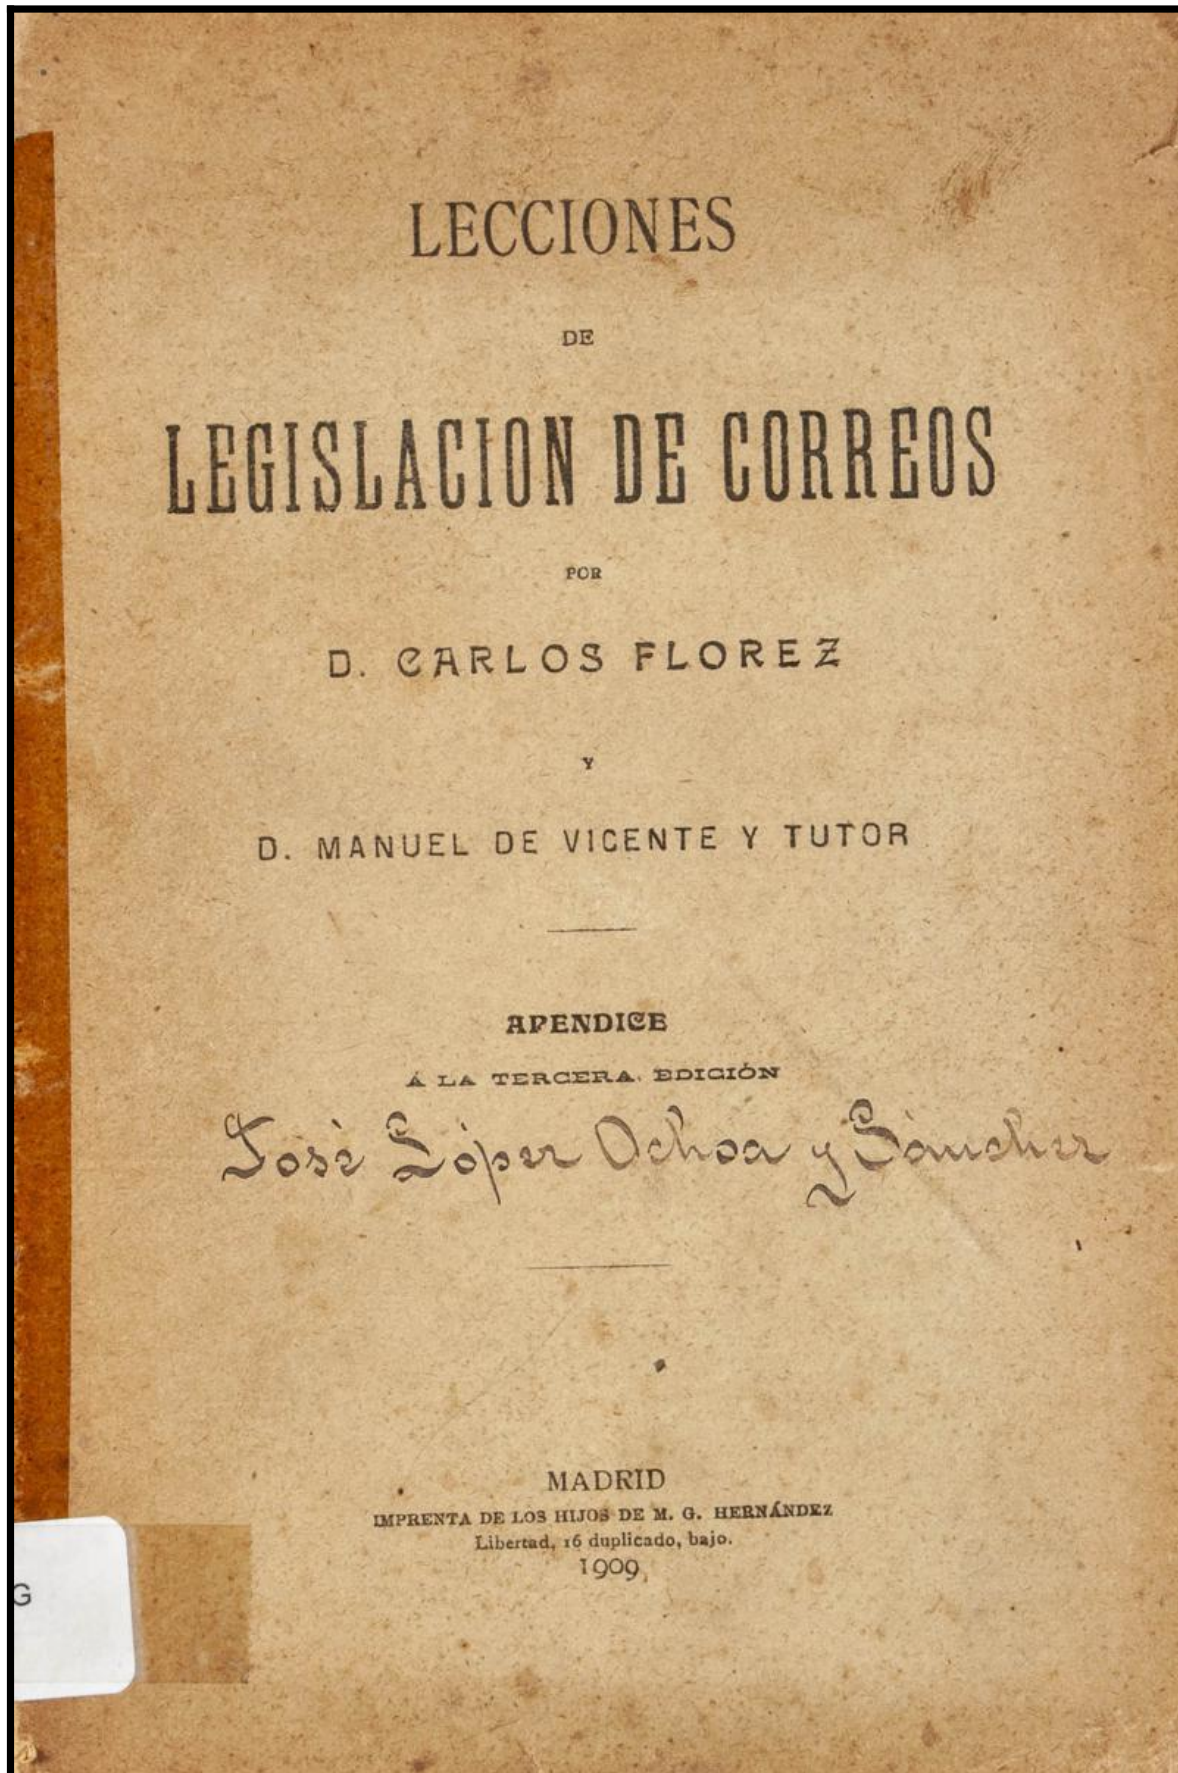 LECCIONES
DE
LEGISLACION DE CORREOS
POR
D. CARLOS FLOREZ
Y
D. MANUEL DE VICENTE Y TUTOR
APENDICE
Á LA TERCERA EDICIÓN
José López Ochoa y Sánchez
MADRID
IMPRENTA DE LOS HIJOS DE M. G. HERNÁNDEZ
Libertad, 16 duplicado, bajo.
1909
G